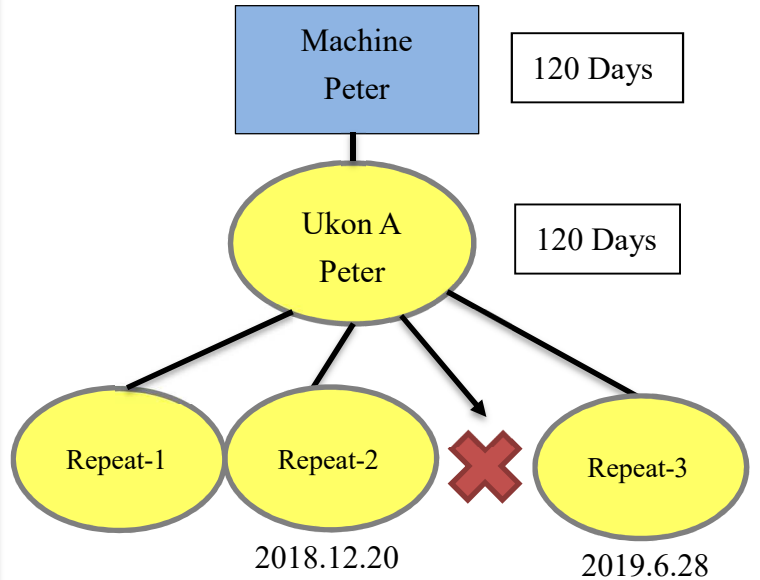 Machine
Peter
120 Days
Ukon A
Peter
120 Days
Repeat-1
Repeat-2
Repeat-3
2018.12.20
2019.6.28